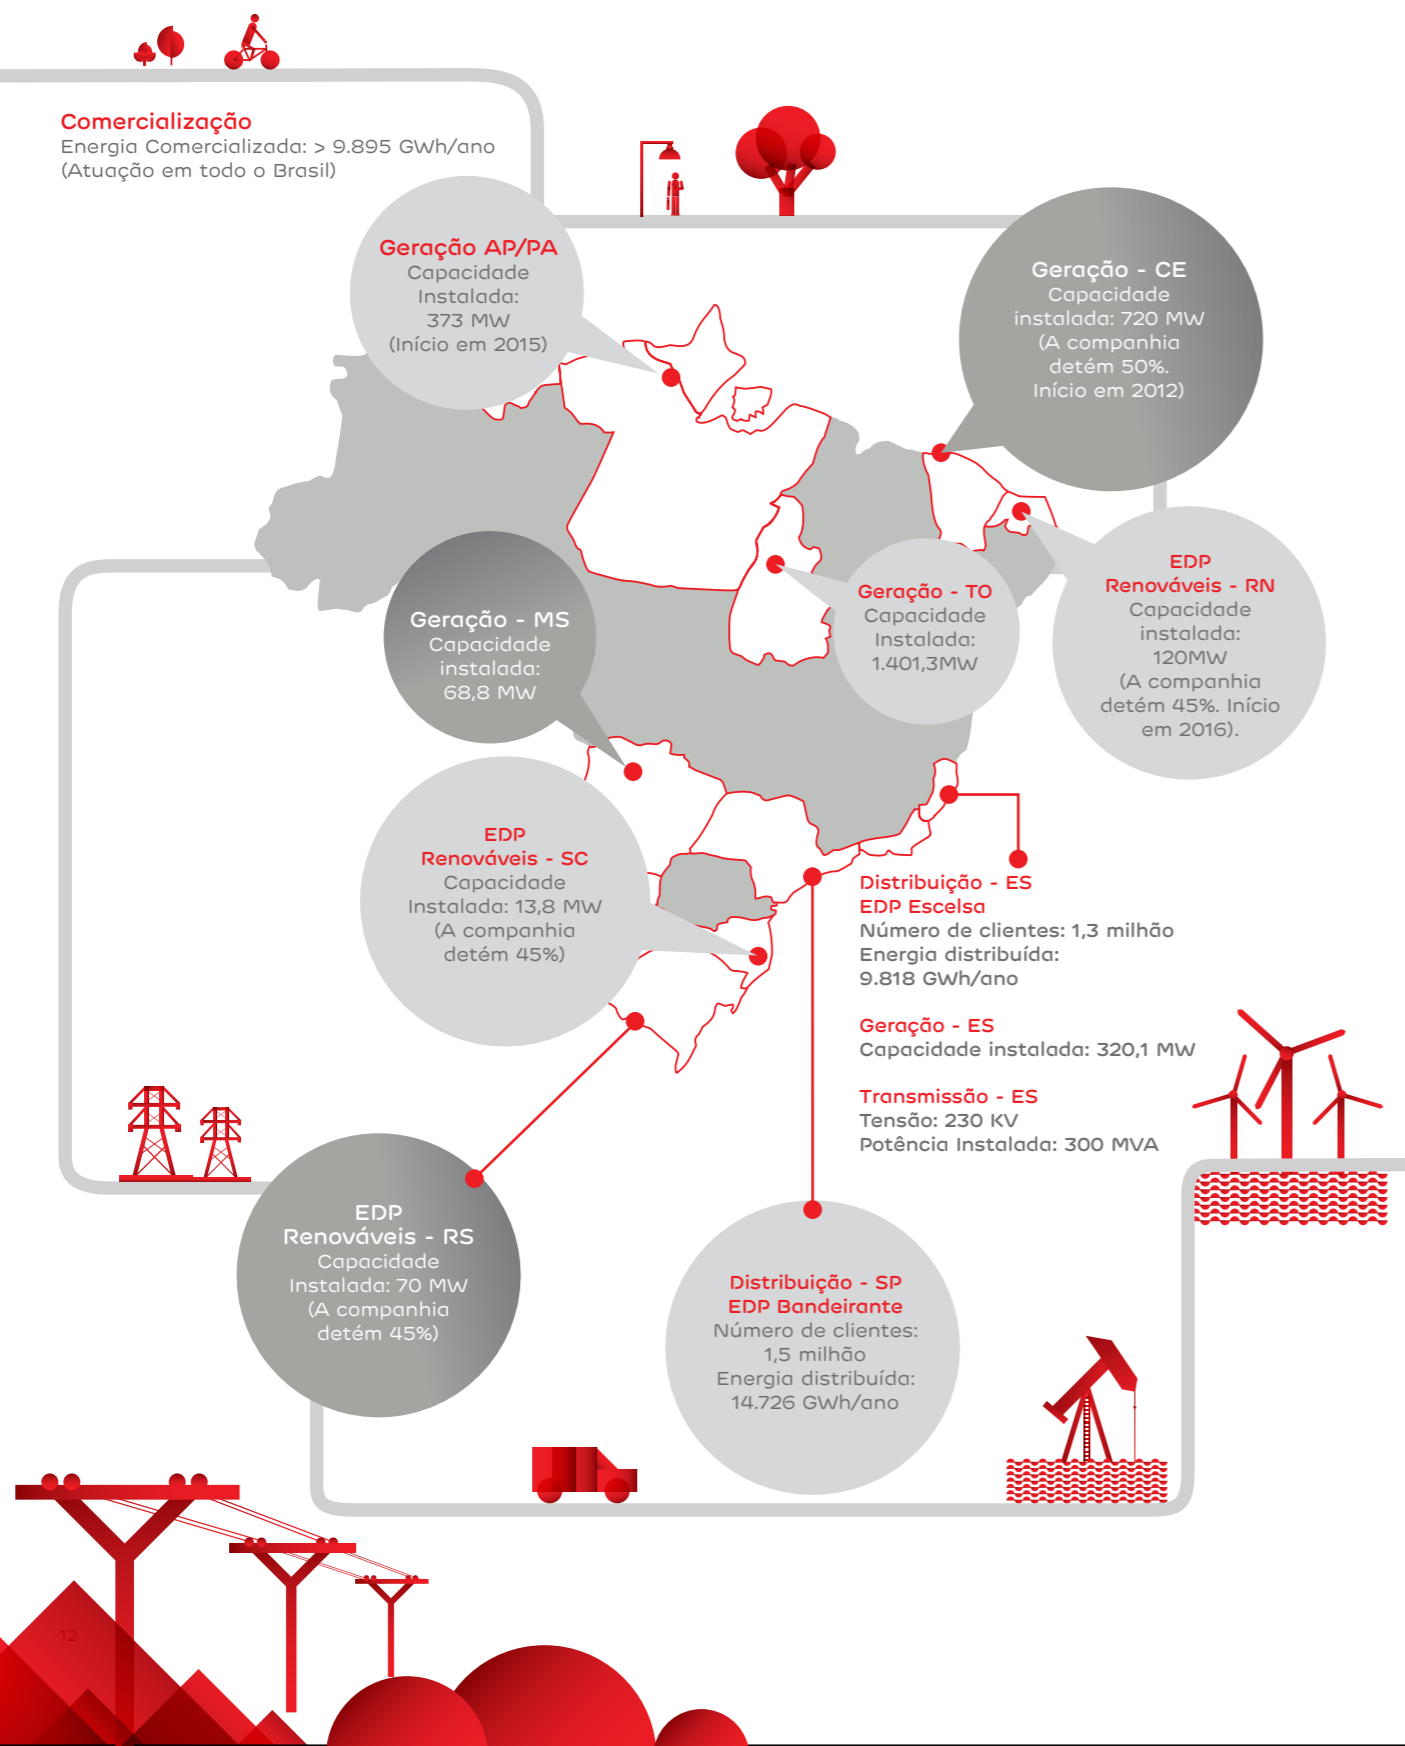 Comercialização
Energia Comercializada: > 9.895 GWh/ano
(Atuação em todo o Brasil)
Geração AP/PA
Capacidade
Instalada:
373 MW
(Início em 2015)
Geração - CE
Capacidade
instalada: 720 MW
(A companhia
detém 50%.
Início em 2012)
EDP
Renováveis - RN
Capacidade
instalada:
120MW
(A companhia
detém 45%. Início
em 2016).
Geração - TO
Capacidade
Instalada:
1.401,3MW
Geração - MS
Capacidade
instalada:
68,8 MW
EDP
Renováveis - SC
Capacidade
Instalada: 13,8 MW
(A companhia
detém 45%)
Distribuição - ES
EDP Escelsa
Número de clientes: 1,3 milhão
Energia distribuída:
9.818 GWh/ano
Geração - ES
Capacidade instalada: 320,1 MW
Transmissão - ES
Tensão: 230 KV
Potência Instalada: 300 MVA
EDP
Renováveis - RS
Capacidade
Instalada: 70 MW
(A companhia
detém 45%)
Distribuição - SP
EDP Bandeirante
Número de clientes:
1,5 milhão
Energia distribuída:
14.726 GWh/ano
12